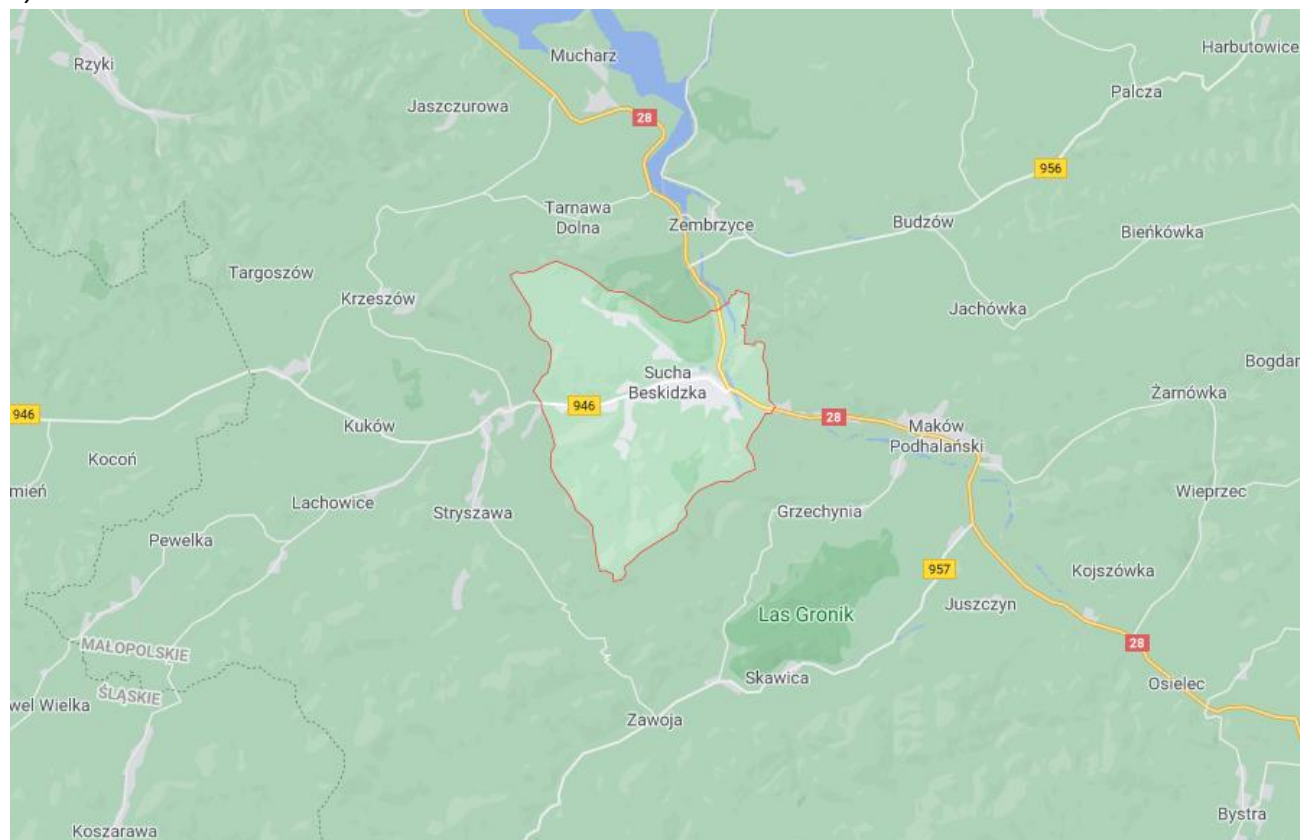 Mucharz
Harbutowice
Rzyki
Palcza
Jaszczurowa
28
956
Tarnawa
Dolna
Zembrzyce
Budzów
Bieńkówka
Targoszów
Krzeszów
Jachówka
Sucha
Beskidzka
Bogdar
Żarnówka
946
946
28
Maków
Podhalański
Kuków
Kocoń
mień
Lachowice
Stryszawa
Grzechynia
Wieprzec
Pewelka
957
Kojszówka
Juszczyn
Las Gronik
MAŁOPOLSKIE
28
ŚLĄSKIE
Skawica
Osielec
wel Wielka
Zawoja
Bystra
Koszarawa